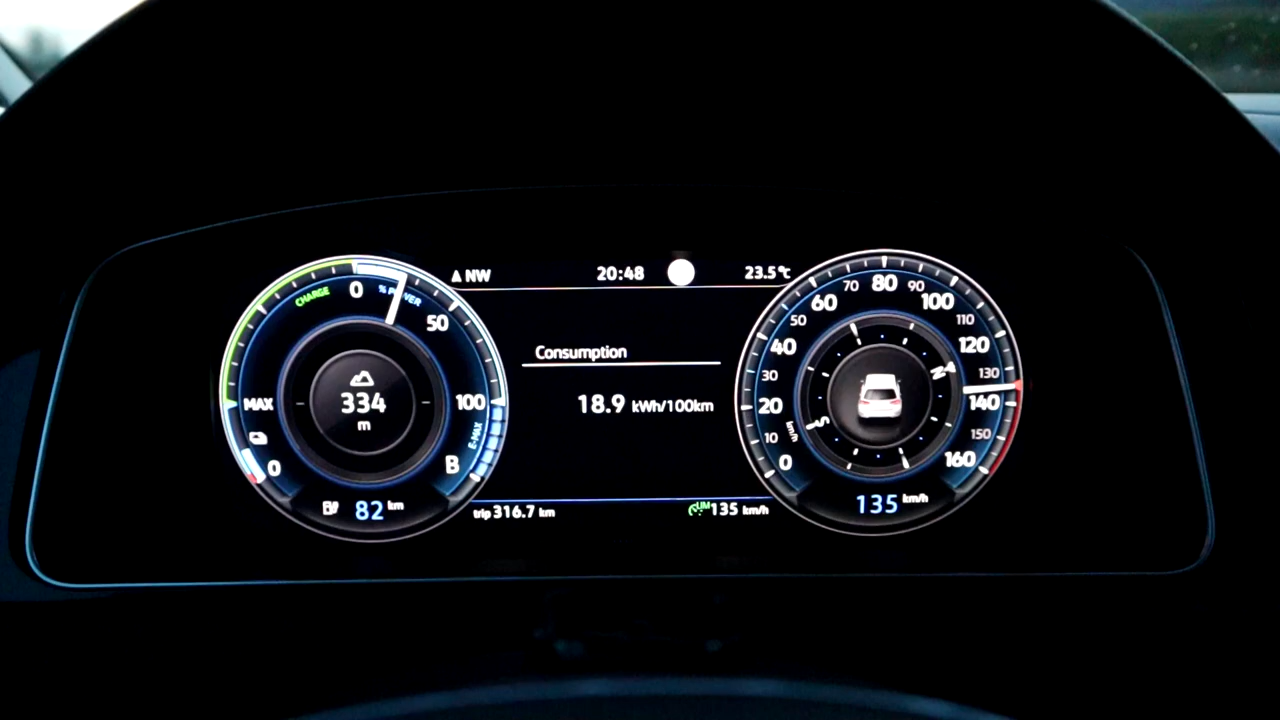 NW
20:48
23.5°C
CHARGE
0
% POWER
50
100
E-MAX
B
MAX
0
334
m
82 km
Consumption
18.9 kWh/100km
trip 316.7 km
LIM 135 km/h
0
10
20
30
40
50
60
70
80
90
100
110
120
130
140
150
160
km/h
N
S
135 km/h